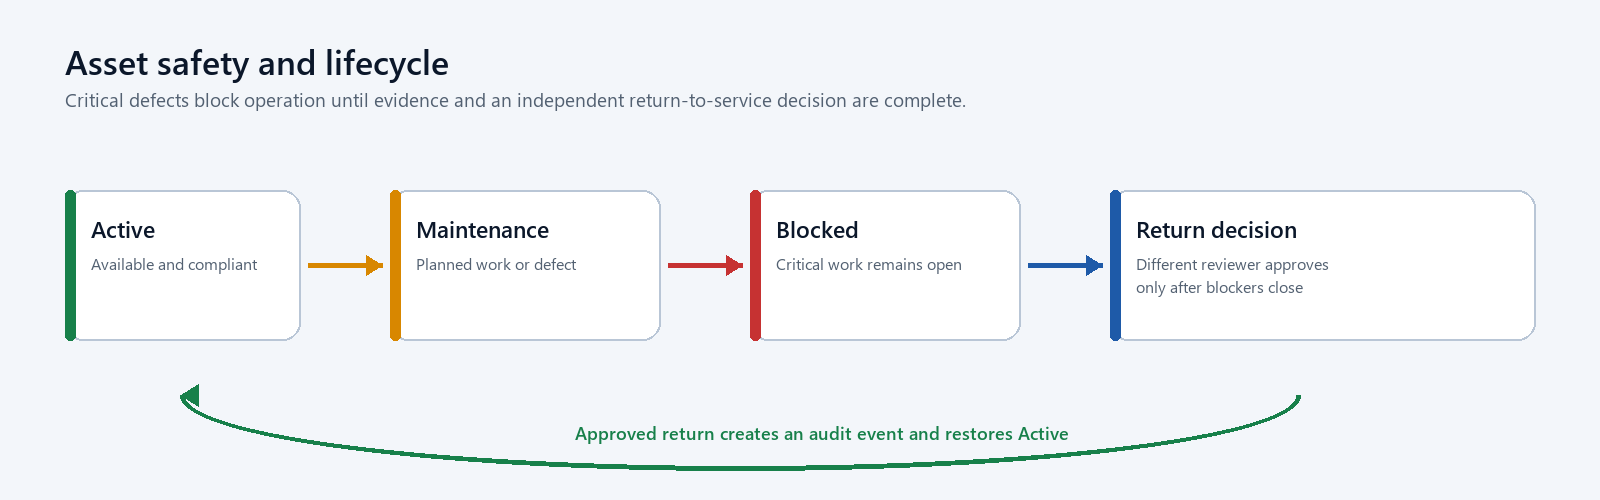 Asset safety and lifecycle
Critical defects block operation until evidence and an independent return-to-service decision are complete.
Active
Available and compliant
Maintenance
Planned work or defect
Blocked
Critical work remains open
Return decision
Different reviewer approves
only after blockers close
Approved return creates an audit event and restores Active